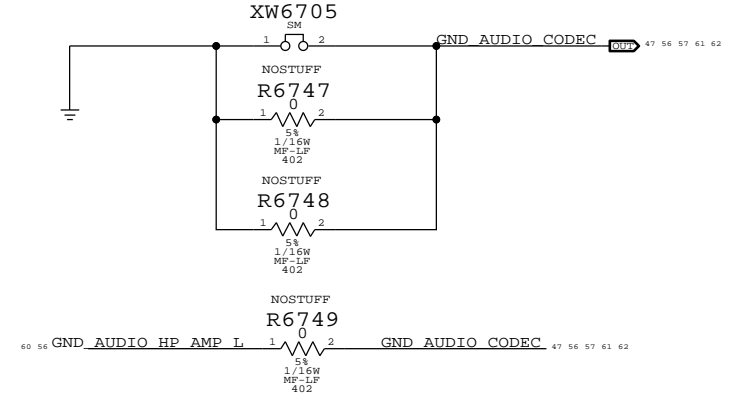 XW6705
SM
1 2
GND_AUDIO_CODEC OUT 47 56 57 61 62
NOSTUFF
R6747
0
1 2
5%
1/16W
MF-LF
402
NOSTUFF
R6748
0
1 2
5%
1/16W
MF-LF
402
NOSTUFF
R6749
0
60 56 GND_AUDIO_HP_AMP_L 1 2 GND_AUDIO_CODEC 47 56 57 61 62
5%
1/16W
MF-LF
402